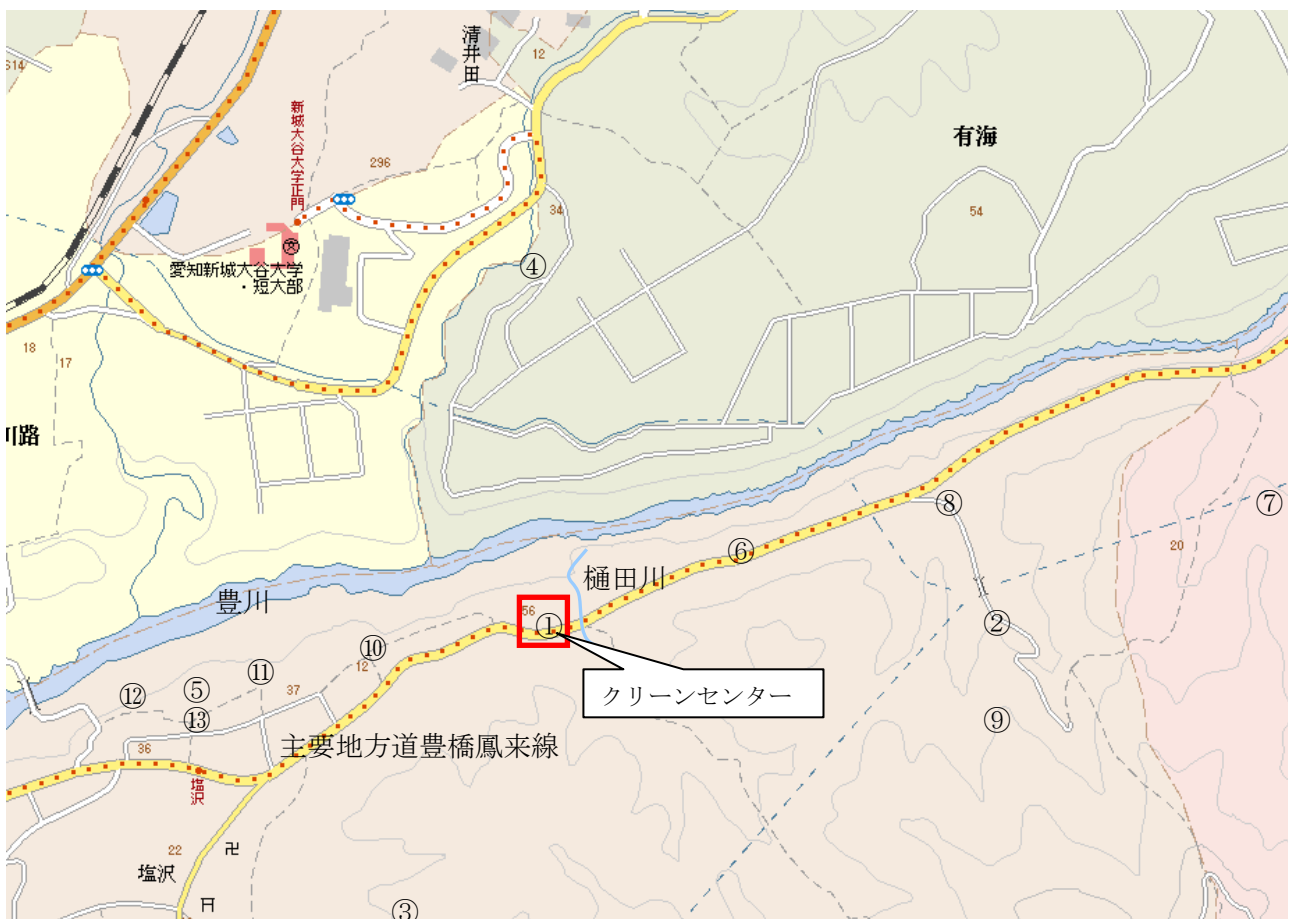 清井田
12
614
新城大谷大学正門
有海
296
54
34
④
愛知新城大谷大学
・短大部
18
17
川路
⑧
⑦
⑥
20
樋田川
豊川
56
①
②
⑩
12
クリーンセンター
⑪
⑤
⑫
37
⑬
⑨
主要地方道豊橋鳳来線
36
塩沢
22
卍
塩沢
③